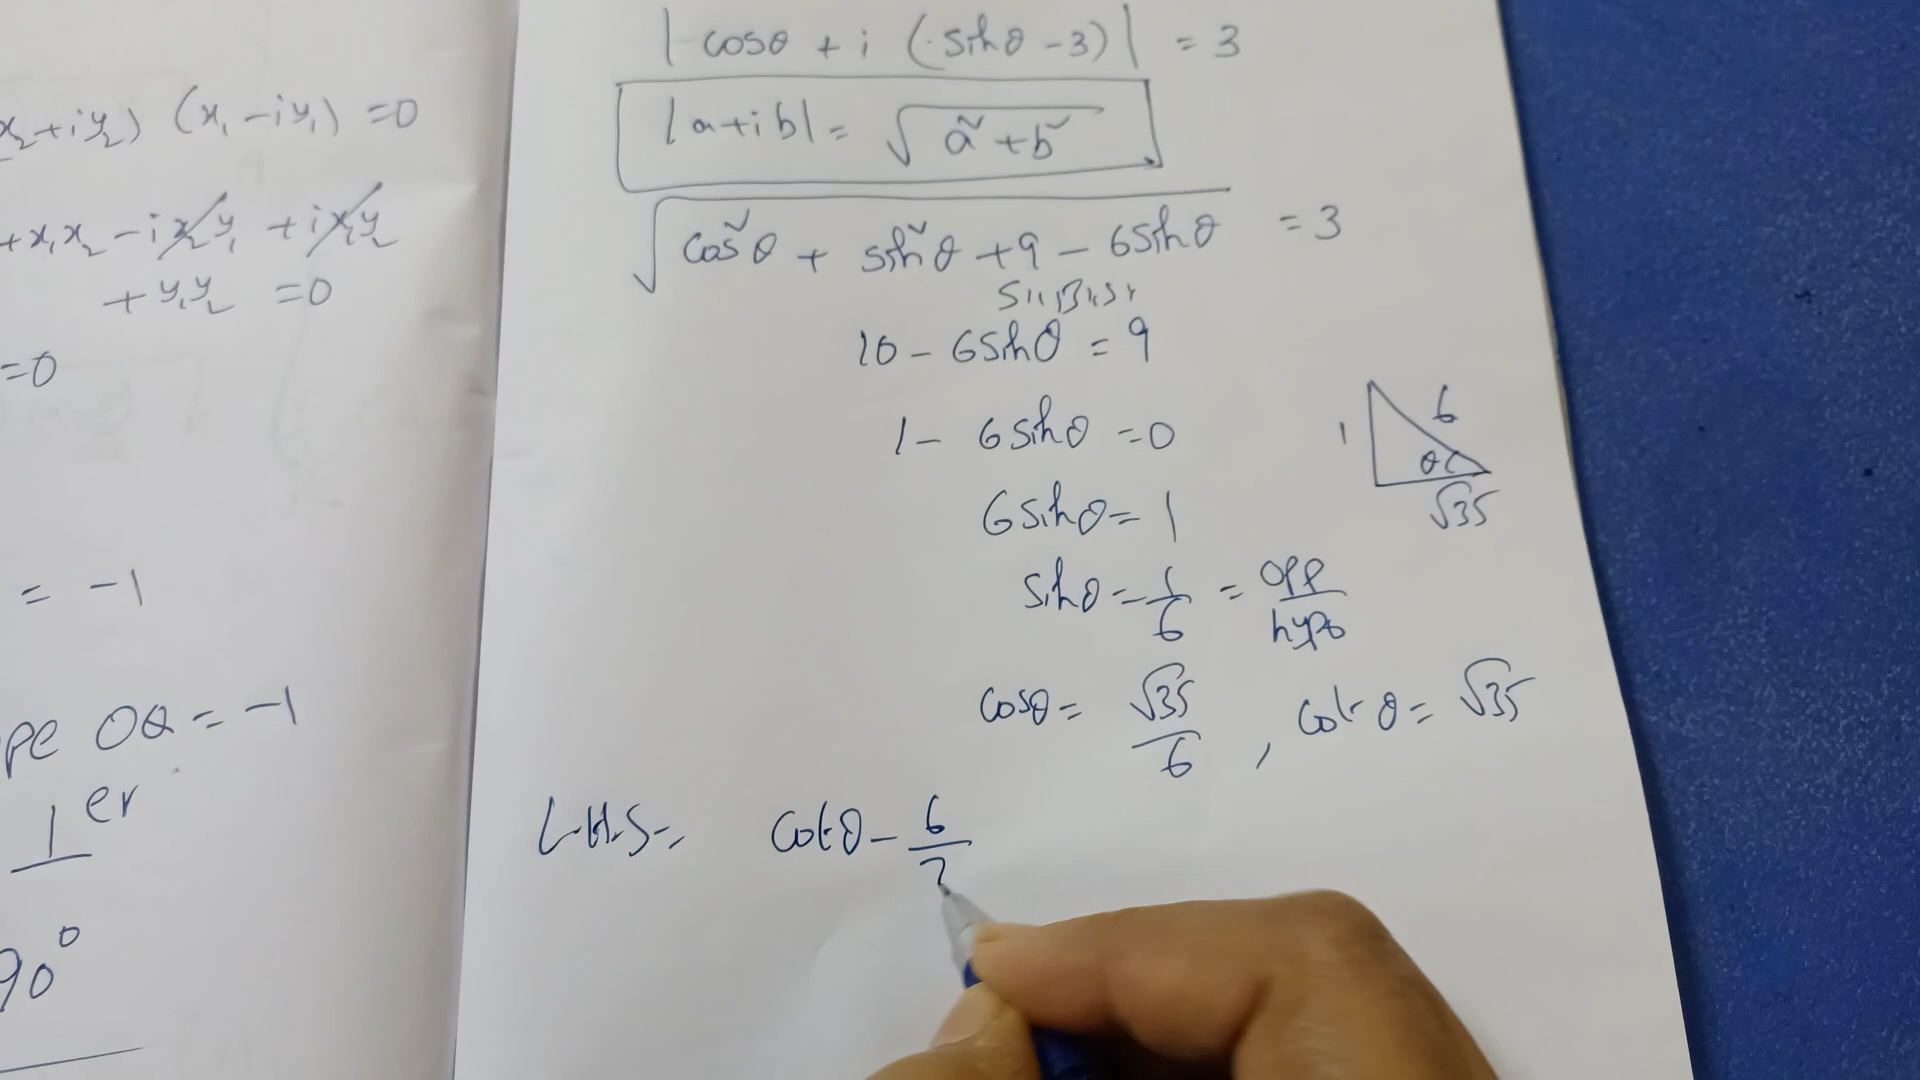 x₂+iy₂) (x₁-iy₁) =0
+x₁x₂ -ix₂y₁ +ix₁y₂
+y₁y₂ =0
=0
= -1
pe OQ = -1
1 er
90°
|cosθ + i (sinθ -3)| = 3
|a+ib| = √(a²+b²)
√(cos²θ + sin²θ +9 - 6sinθ) = 3
10 - 6sinθ = 9
1 - 6sinθ =0
6sinθ = 1
sinθ = 1/6 = opp/hypo
1 6 θ √35
cosθ = √35/6 , cot θ = √35
L.H.S = cotθ - 6/